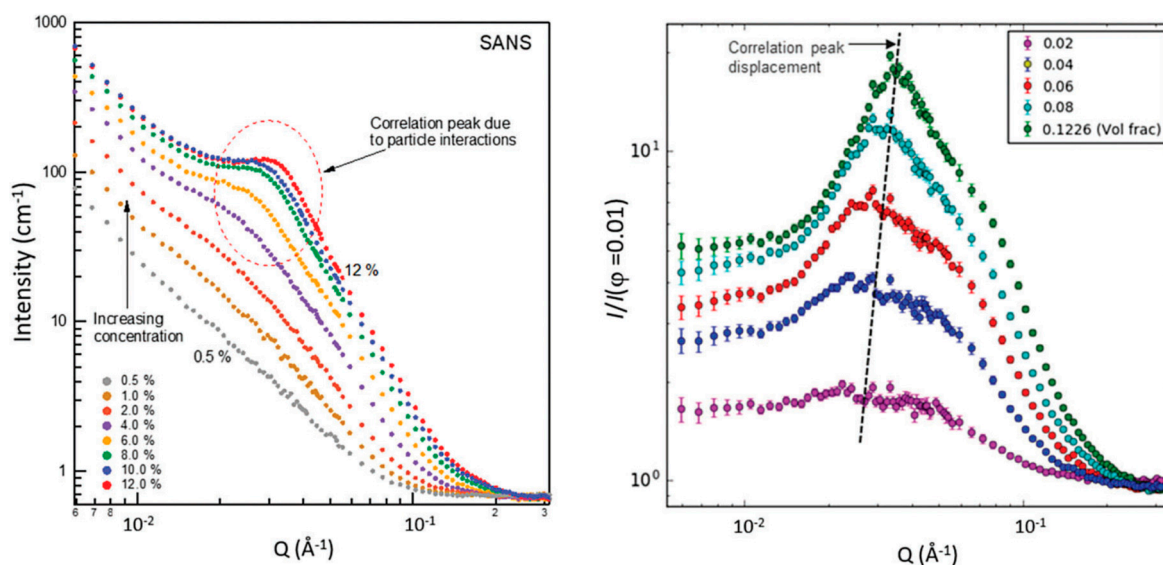 SANS
1000
100
10
1
Intensity (cm⁻¹)
Correlation peak due
to particle interactions
Increasing
concentration
12 %
0.5 %
0.5 %
1.0 %
2.0 %
4.0 %
6.0 %
8.0 %
10.0 %
12.0 %
6 7 8
10⁻²
10⁻¹
2
3
Q (Å⁻¹)
Correlation peak
displacement
0.02
0.04
0.06
0.08
0.1226 (Vol frac)
I/I(φ =0.01)
10¹
10⁰
10⁻²
10⁻¹
Q (Å⁻¹)